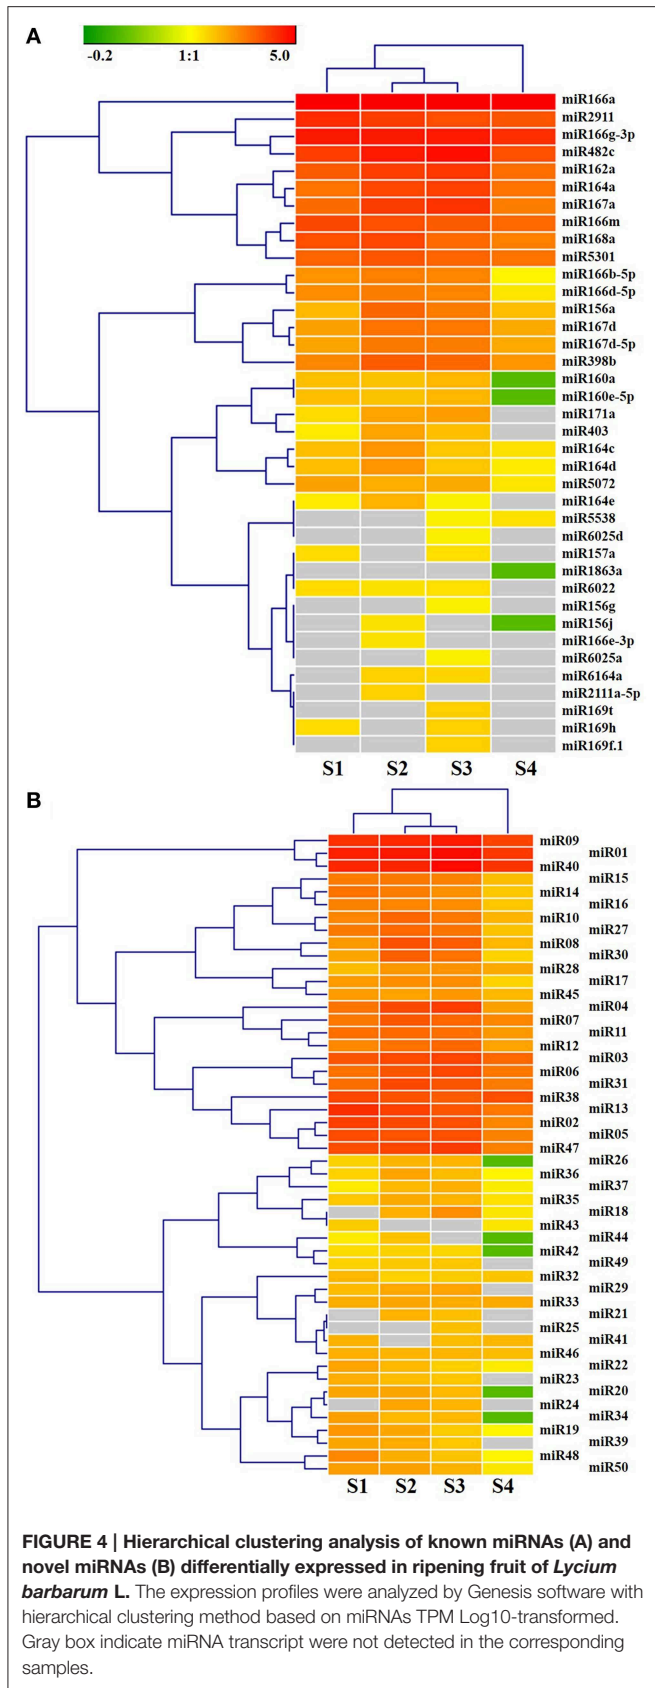 A
-0.2 1:1 5.0
miR166a
miR2911
miR166g-3p
miR482c
miR162a
miR164a
miR167a
miR166m
miR168a
miR5301
miR166b-5p
miR166d-5p
miR156a
miR167d
miR167d-5p
miR398b
miR160a
miR160e-5p
miR171a
miR403
miR164c
miR164d
miR5072
miR164e
miR5538
miR6025d
miR157a
miR1863a
miR6022
miR156g
miR156j
miR166e-3p
miR6025a
miR6164a
miR2111a-5p
miR169t
miR169h
miR169f.1
S1 S2 S3 S4
B
miR09
miR01
miR40
miR15
miR14
miR16
miR10
miR27
miR08
miR30
miR28
miR17
miR45
miR04
miR07
miR11
miR12
miR03
miR06
miR31
miR38
miR13
miR02
miR05
miR47
miR26
miR36
miR37
miR35
miR18
miR43
miR44
miR42
miR49
miR32
miR29
miR33
miR21
miR25
miR41
miR46
miR22
miR23
miR20
miR24
miR34
miR19
miR39
miR48
miR50
S1 S2 S3 S4
FIGURE 4 | Hierarchical clustering analysis of known miRNAs (A) and
novel miRNAs (B) differentially expressed in ripening fruit of Lycium
barbarum L. The expression profiles were analyzed by Genesis software with
hierarchical clustering method based on miRNAs TPM Log10-transformed.
Gray box indicate miRNA transcript were not detected in the corresponding
samples.